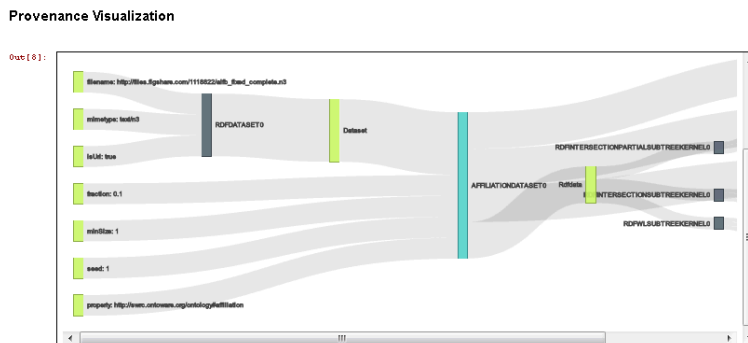 Provenance Visualization
Out[8]:
filename: http://files.figshare.com/1118822/aifb_fixed_complete.n3
mimetype: text/n3
RDFDATASET0
Dataset
isUrl: true
RDFINTERSECTIONPARTIALSUBTREEKERNEL0
fraction: 0.1
AFFILIATIONDATASET0
Rdfdata
RDFINTERSECTIONSUBTREEKERNEL0
minSize: 1
RDFWLSUBTREEKERNEL0
seed: 1
property: http://swrc.ontoware.org/ontology#affiliation